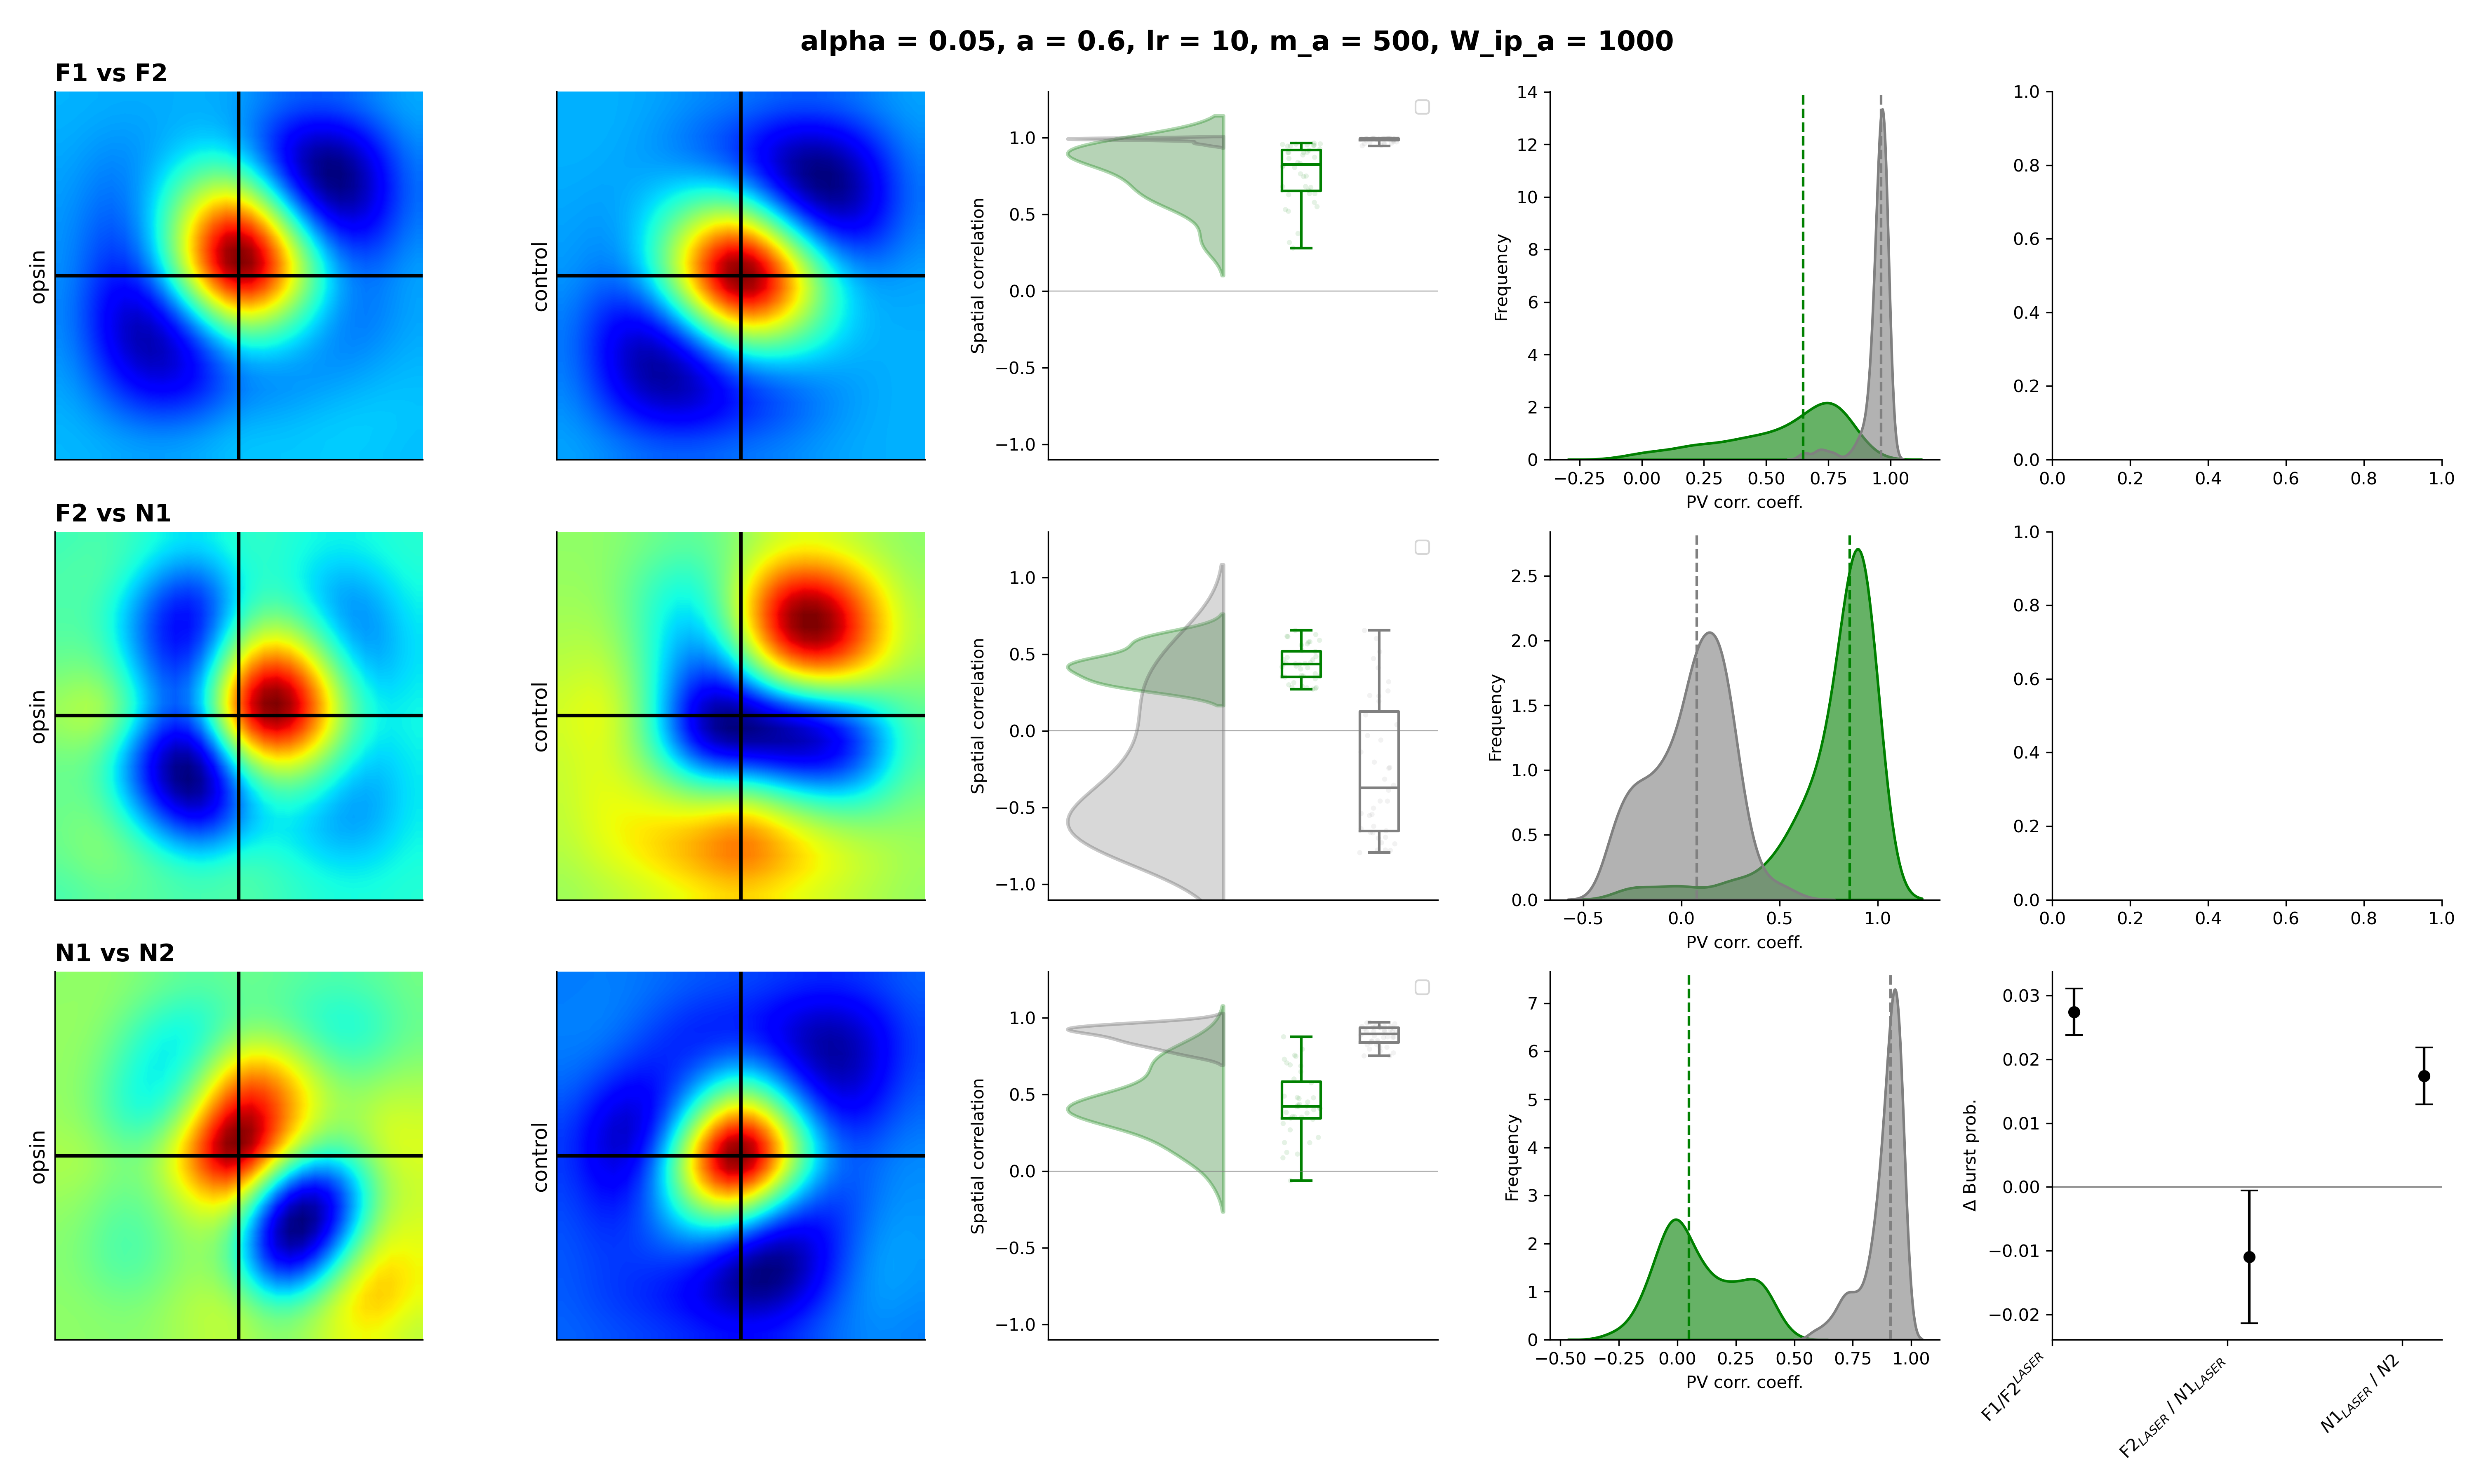 alpha = 0.05, a = 0.6, lr = 10, m_a = 500, W_ip_a = 1000
F1 vs F2
opsin
control
Spatial correlation
1.0
0.5
0.0
−0.5
−1.0
Frequency
14
12
10
8
6
4
2
0
−0.25 0.00 0.25 0.50 0.75 1.00
PV corr. coeff.
1.0
0.8
0.6
0.4
0.2
0.0
0.0 0.2 0.4 0.6 0.8 1.0
F2 vs N1
opsin
control
Spatial correlation
1.0
0.5
0.0
−0.5
−1.0
Frequency
2.5
2.0
1.5
1.0
0.5
0.0
−0.5 0.0 0.5 1.0
PV corr. coeff.
1.0
0.8
0.6
0.4
0.2
0.0
0.0 0.2 0.4 0.6 0.8 1.0
N1 vs N2
opsin
control
Spatial correlation
1.0
0.5
0.0
−0.5
−1.0
Frequency
7
6
5
4
3
2
1
0
−0.50 −0.25 0.00 0.25 0.50 0.75 1.00
PV corr. coeff.
Δ Burst prob.
0.03
0.02
0.01
0.00
−0.01
−0.02
F1/F2^LASER
F2_LASER / N1_LASER
N1_LASER / N2